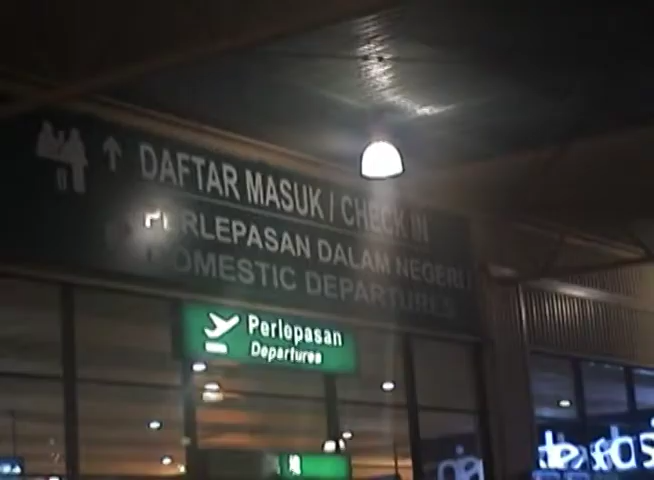 DAFTAR MASUK / CHECK IN
PERLEPASAN DALAM NEGERI
DOMESTIC DEPARTURES
Perlepasan
Departures